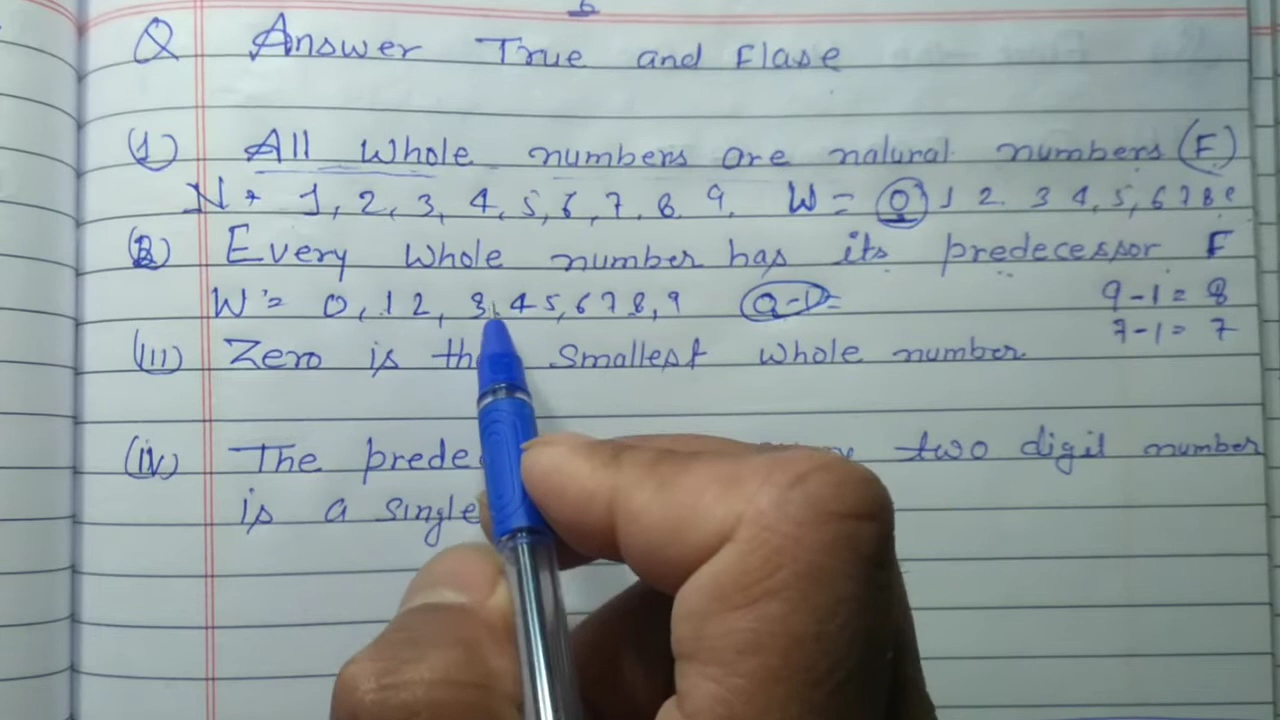 Q Answer True and Flase
(1) All Whole numbers are natural numbers (F)
N = 1, 2, 3, 4, 5, 6, 7. 8. 9. W = 0 1 2. 3 4, 5, 6 7 8
(2) Every Whole number has its predecessor F
W = 0, 1 2, 3, 4 5, 6 7 8, 9
9 - 1 = 8
7 - 1 = 7
(III) Zero is the Smallest Whole number
(iv) The two digit number
is a single